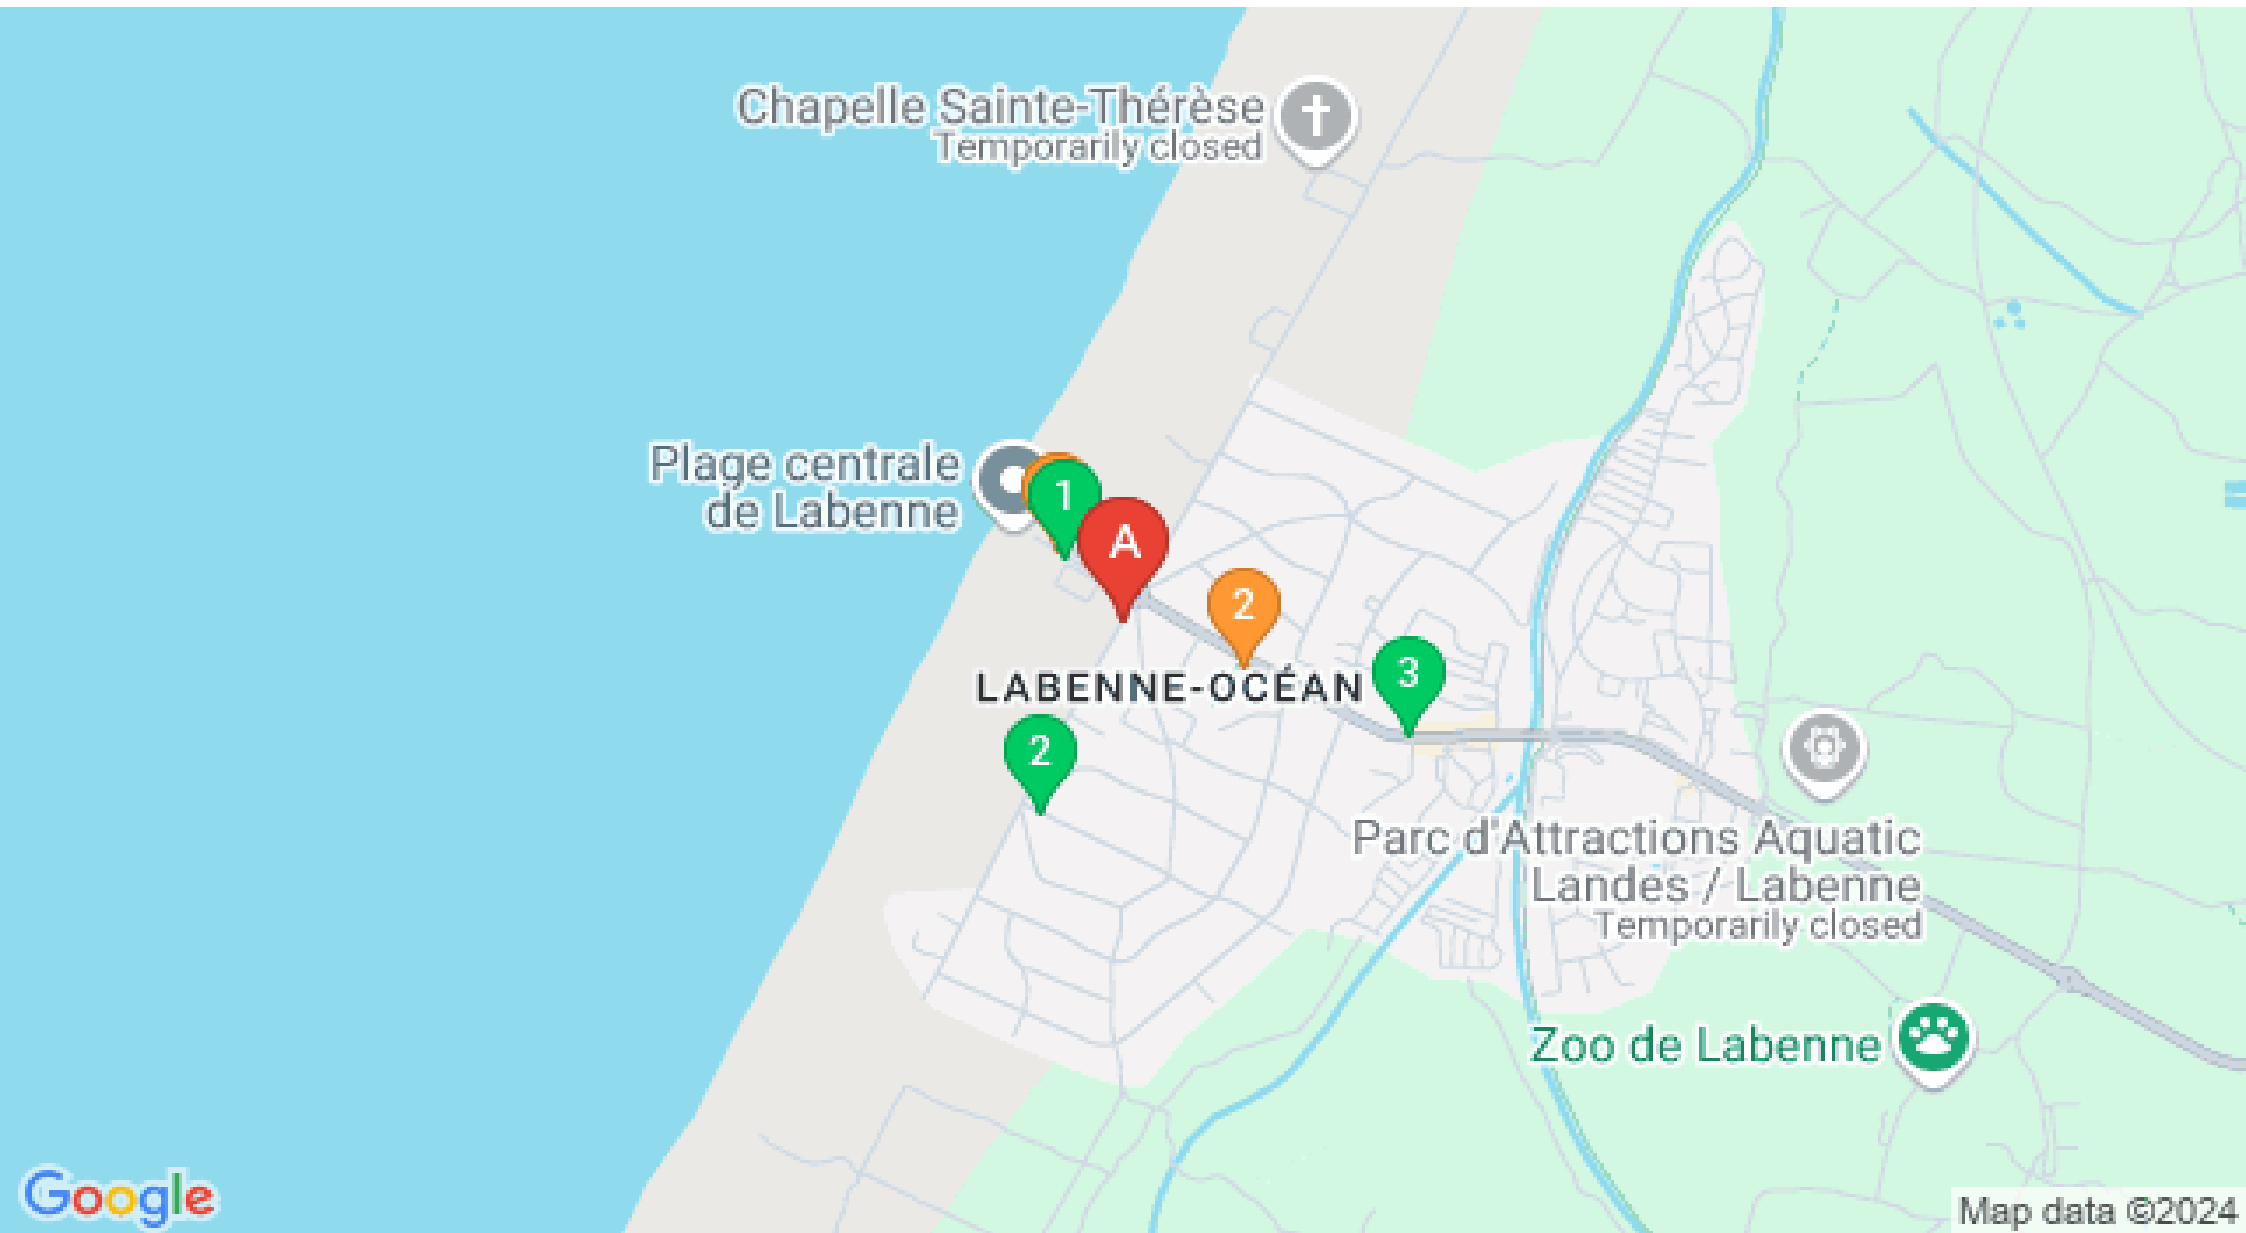 Chapelle Sainte-Thérèse
Temporarily closed
Plage centrale
de Labenne
1
A
2
LABENNE-OCÉAN
3
2
Parc d'Attractions Aquatic
Landes / Labenne
Temporarily closed
Zoo de Labenne
Google
Map data ©2024